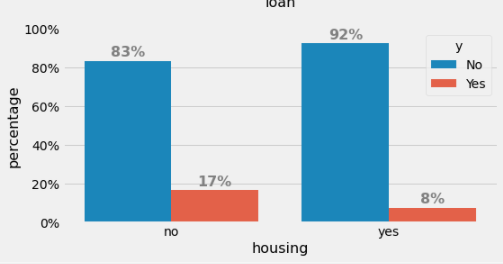 loan
100%
80%
60%
40%
20%
0%
percentage
83%
17%
92%
8%
y
No
Yes
no
yes
housing